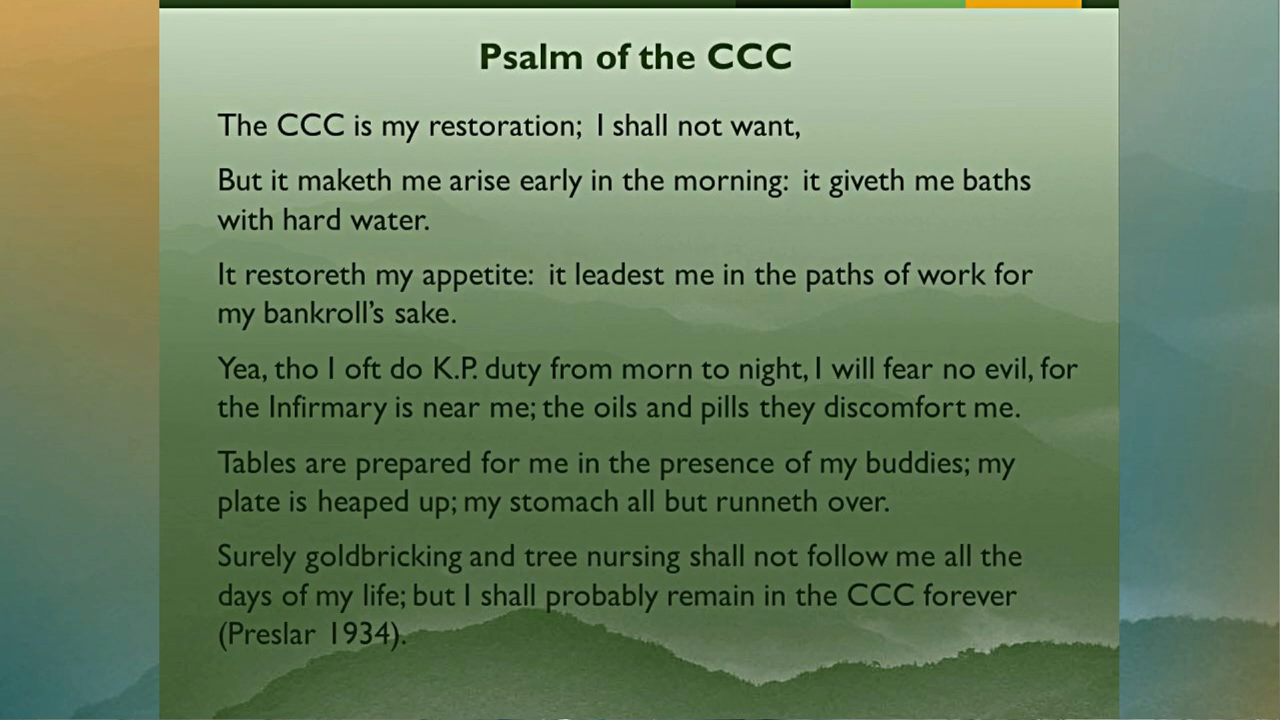 Psalm of the CCC
The CCC is my restoration; I shall not want,
But it maketh me arise early in the morning: it giveth me baths
with hard water.
It restoreth my appetite: it leadest me in the paths of work for
my bankroll’s sake.
Yea, tho I oft do K.P. duty from morn to night, I will fear no evil, for
the Infirmary is near me; the oils and pills they discomfort me.
Tables are prepared for me in the presence of my buddies; my
plate is heaped up; my stomach all but runneth over.
Surely goldbricking and tree nursing shall not follow me all the
days of my life; but I shall probably remain in the CCC forever
(Preslar 1934).